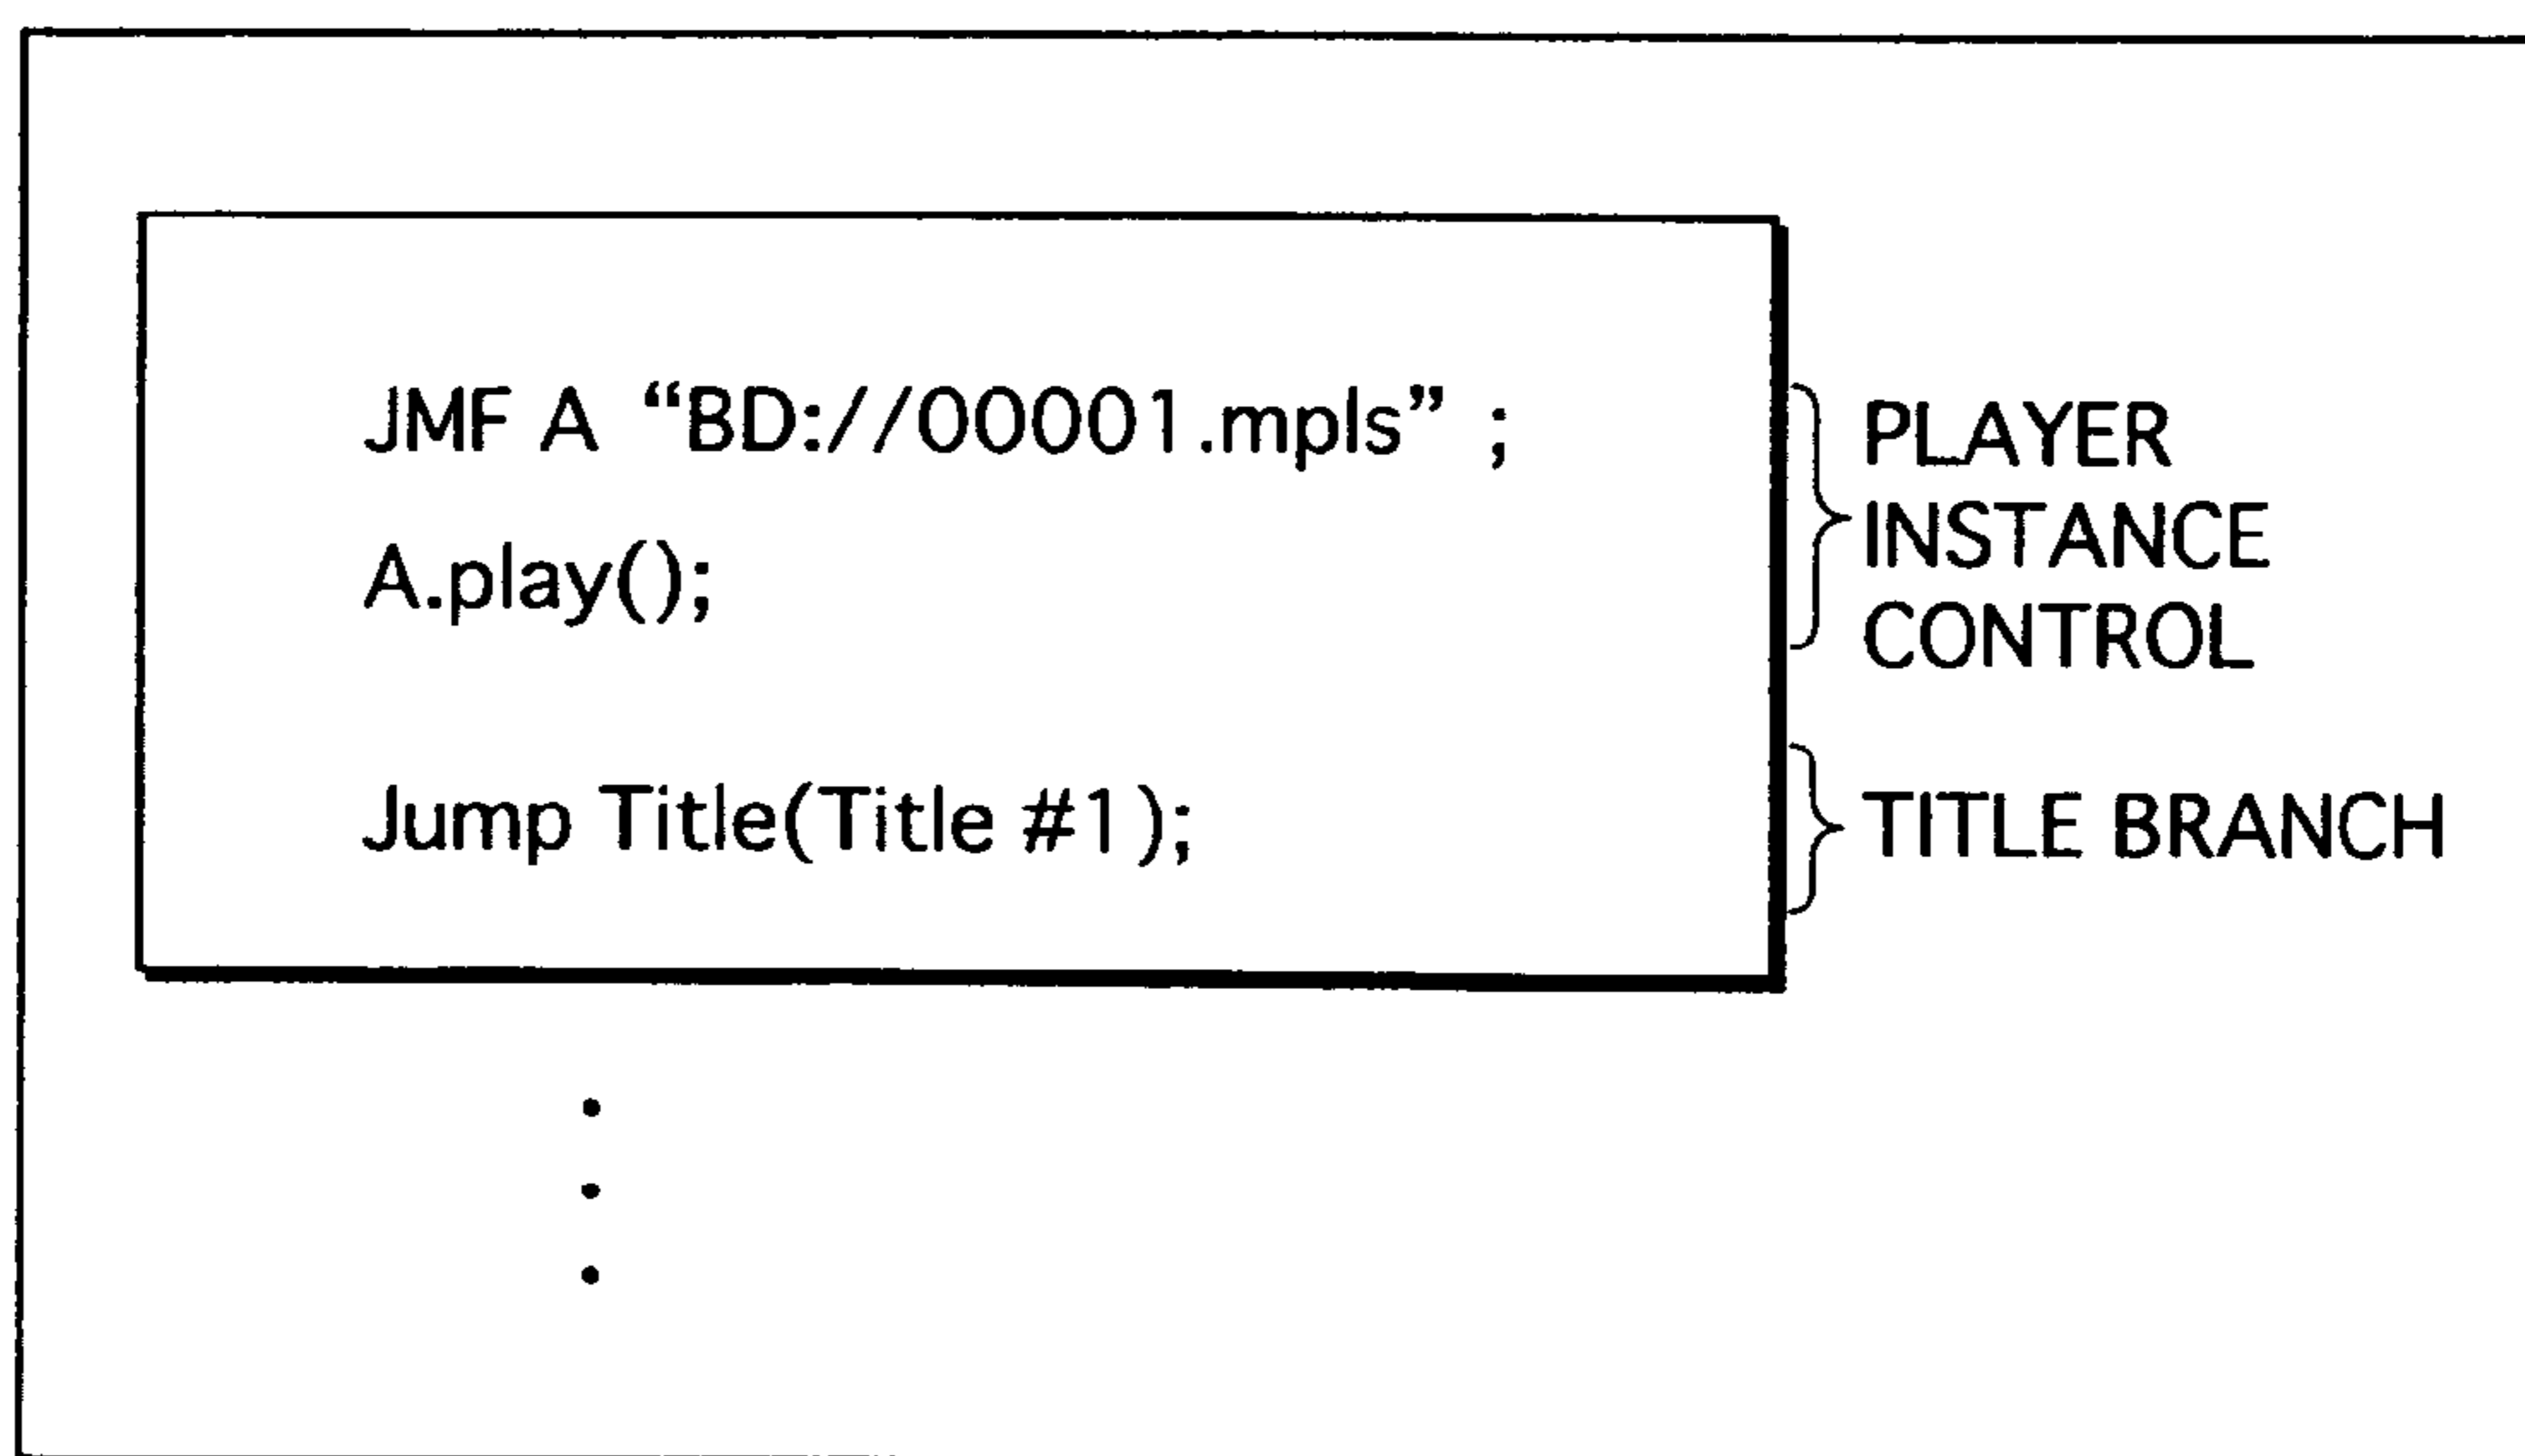 JMF A “BD://00001.mpls” ;
A.play();
Jump Title(Title #1);
PLAYER
INSTANCE
CONTROL
TITLE BRANCH